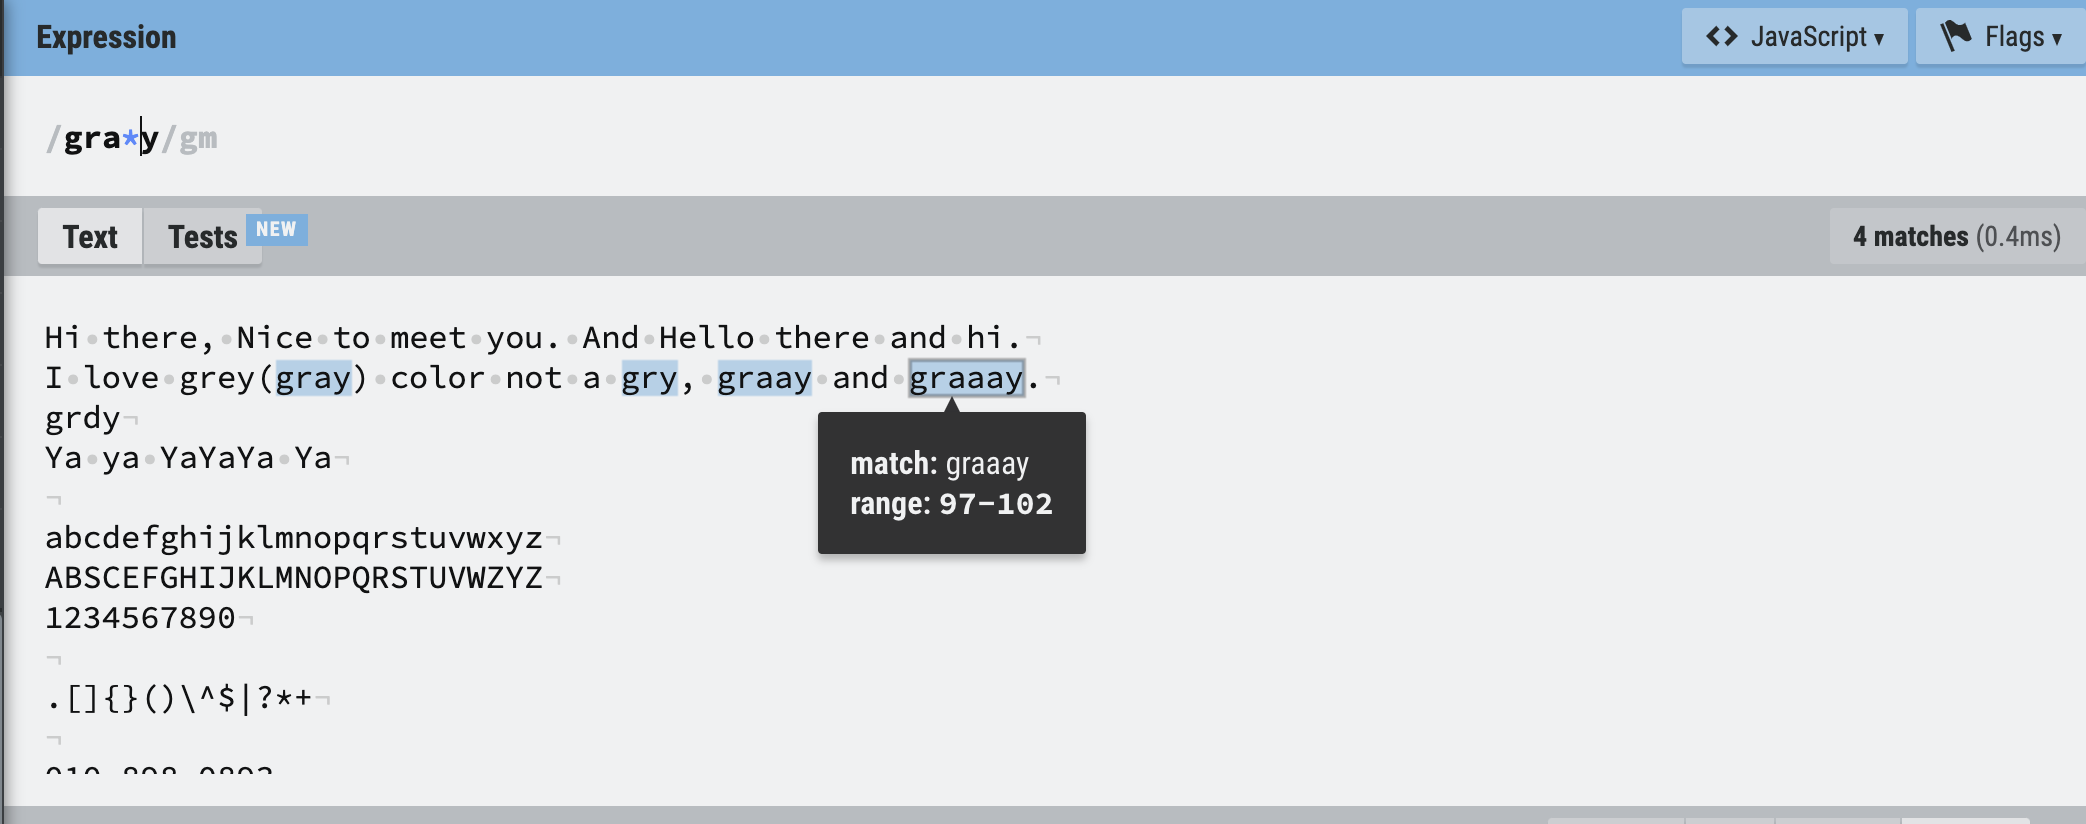 Expression
JavaScript ▾
Flags ▾
/gra*y/gm
Text
Tests
NEW
4 matches (0.4ms)
Hi there, Nice to meet you. And Hello there and hi.
I love grey(gray) color not a gry, graay and graaay.
grdy
Ya ya YaYaYa Ya
match: graaay
range: 97-102
abcdefghijklmnopqrstuvwxyz
ABSCEFGHIJKLMNOPQRSTUVWZYZ
1234567890
.[]{}()\^$|?*+